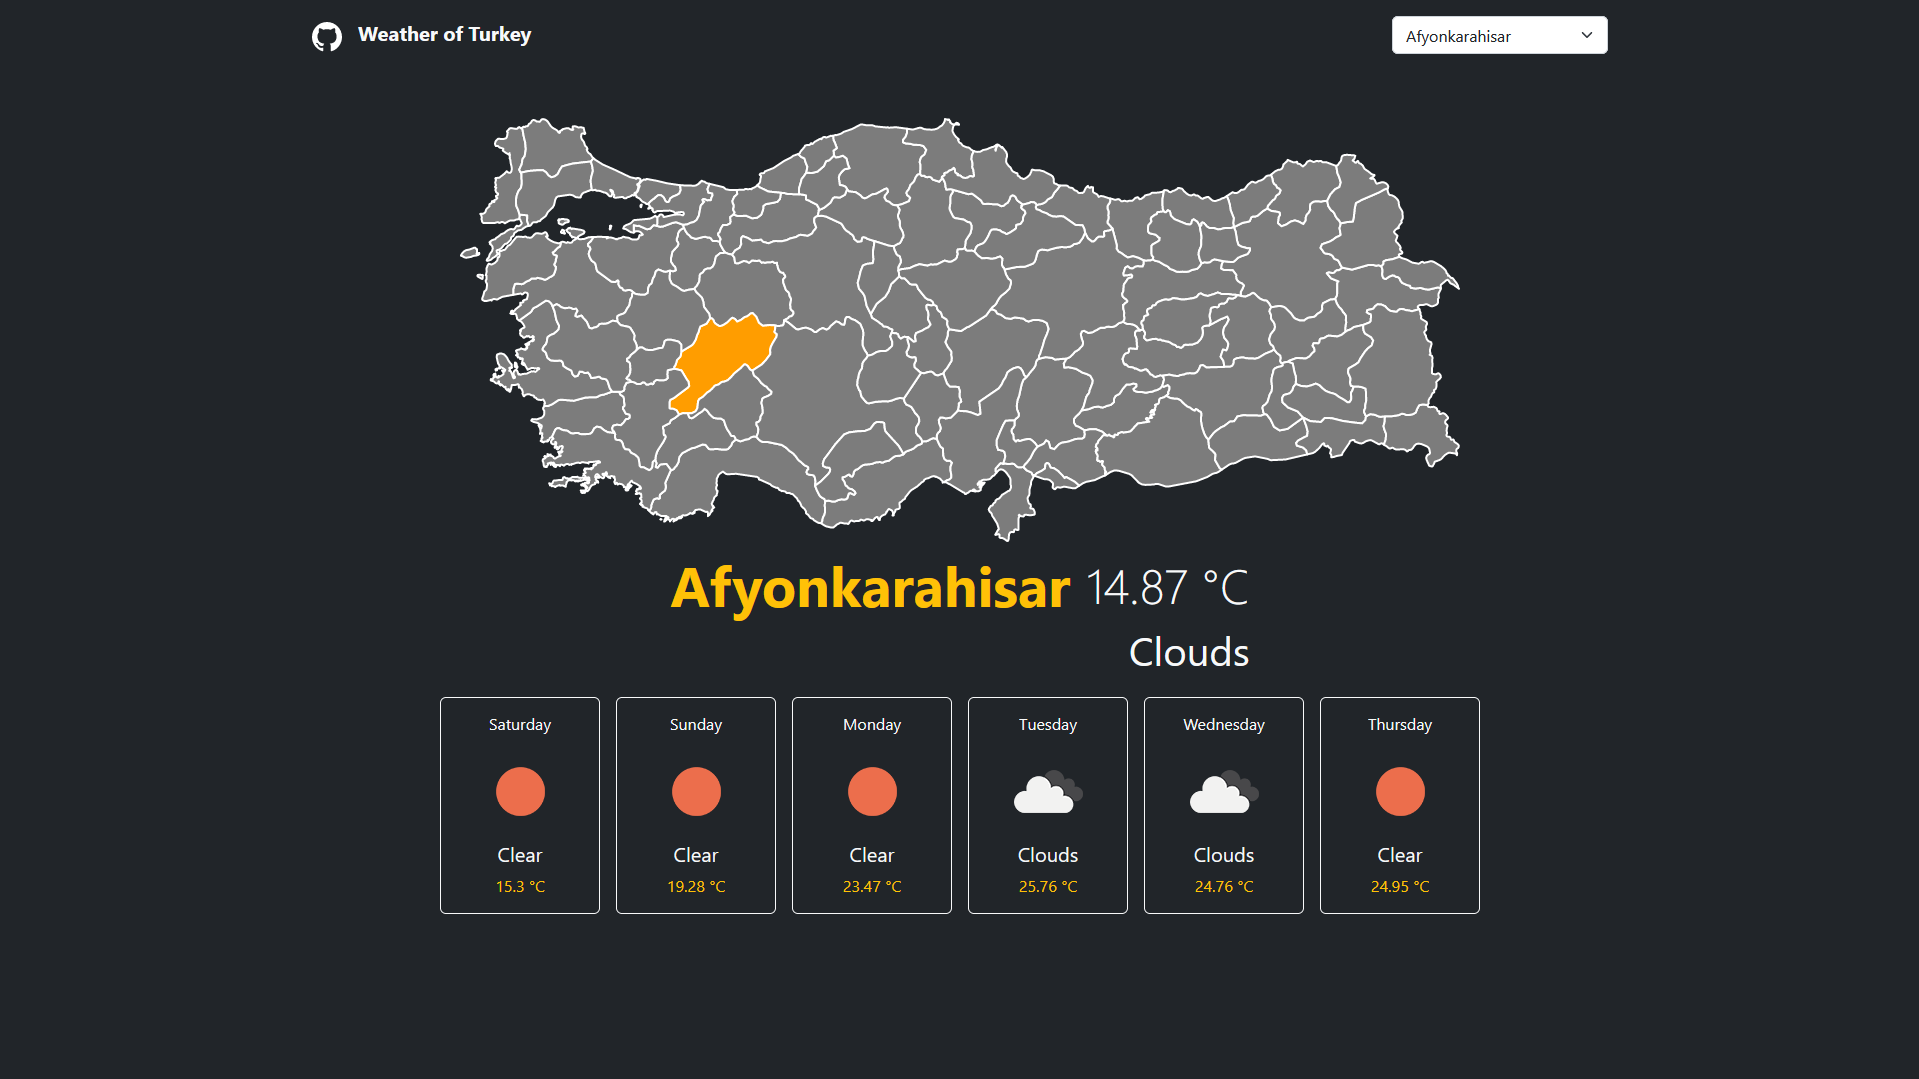 Weather of Turkey
Afyonkarahisar
Afyonkarahisar 14.87 °C
Clouds
Saturday
Clear
15.3 °C
Sunday
Clear
19.28 °C
Monday
Clear
23.47 °C
Tuesday
Clouds
25.76 °C
Wednesday
Clouds
24.76 °C
Thursday
Clear
24.95 °C